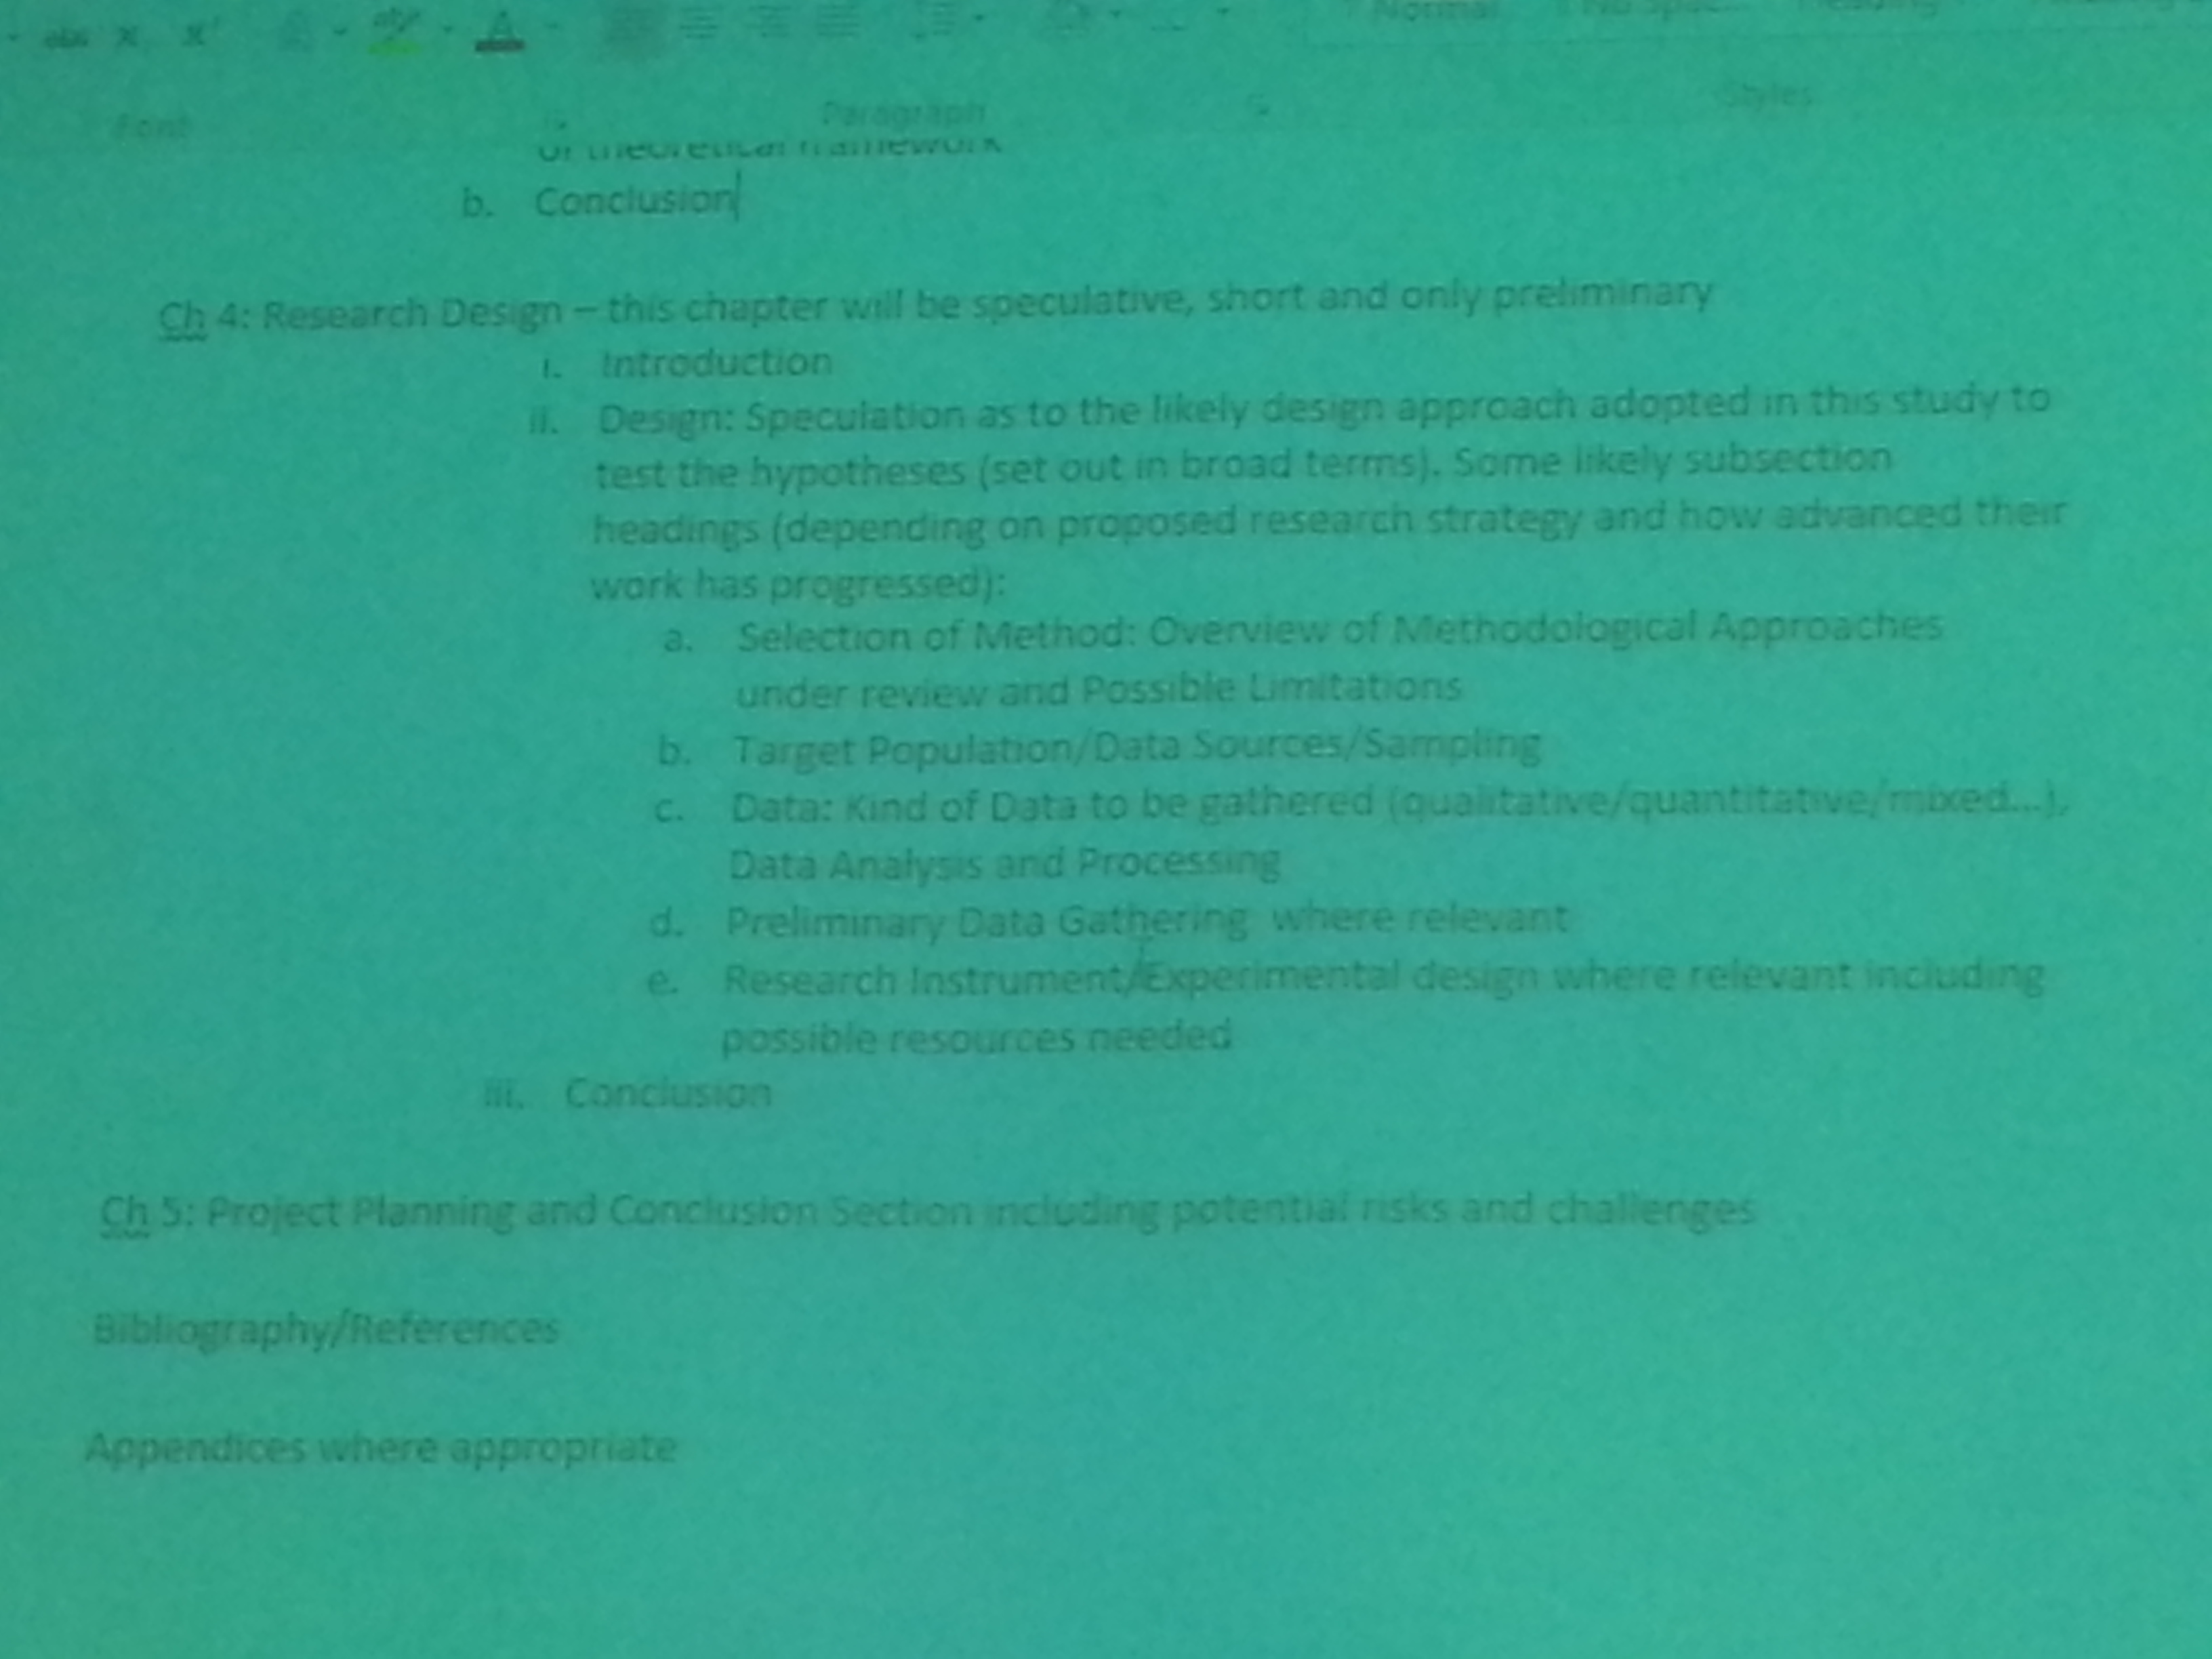 abc x
Normal
Font Paragraph Styles
of theoretical framework
b. Conclusion
Ch 4: Research Design – this chapter will be speculative, short and only preliminary
i. Introduction
ii. Design: Speculation as to the likely design approach adopted in this study to
test the hypotheses (set out in broad terms). Some likely subsection
headings (depending on proposed research strategy and how advanced their
work has progressed):
a. Selection of Method: Overview of Methodological Approaches
under review and Possible Limitations
b. Target Population/Data Sources/Sampling
c. Data: Kind of Data to be gathered (qualitative/quantitative/mixed...),
Data Analysis and Processing
d. Preliminary Data Gathering where relevant
e. Research Instrument/Experimental design where relevant including
possible resources needed
iii. Conclusion
Ch 5: Project Planning and Conclusion Section including potential risks and challenges
Bibliography/References
Appendices where appropriate